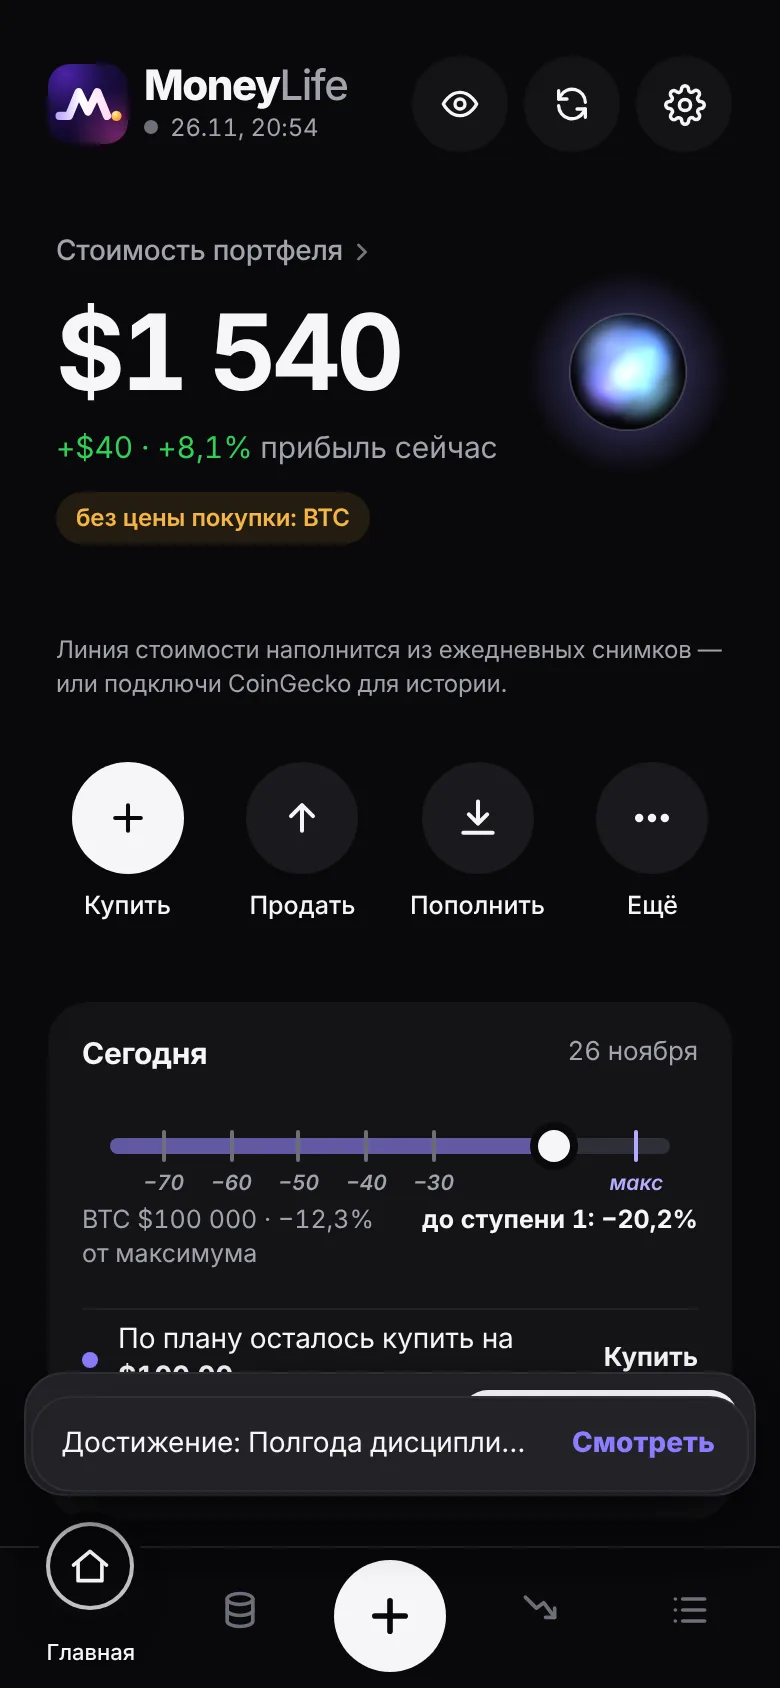 MoneyLife
26.11, 20:54
Стоимость портфеля
$1 540
+$40 · +8,1% прибыль сейчас
без цены покупки: BTC
Линия стоимости наполнится из ежедневных снимков —
или подключи CoinGecko для истории.
Купить
Продать
Пополнить
Ещё
Сегодня
26 ноября
−70 −60 −50 −40 −30 макс
BTC $100 000 · −12,3%
от максимума
до ступени 1: −20,2%
По плану осталось купить на
Купить
Достижение: Полгода дисципли...
Смотреть
Главная